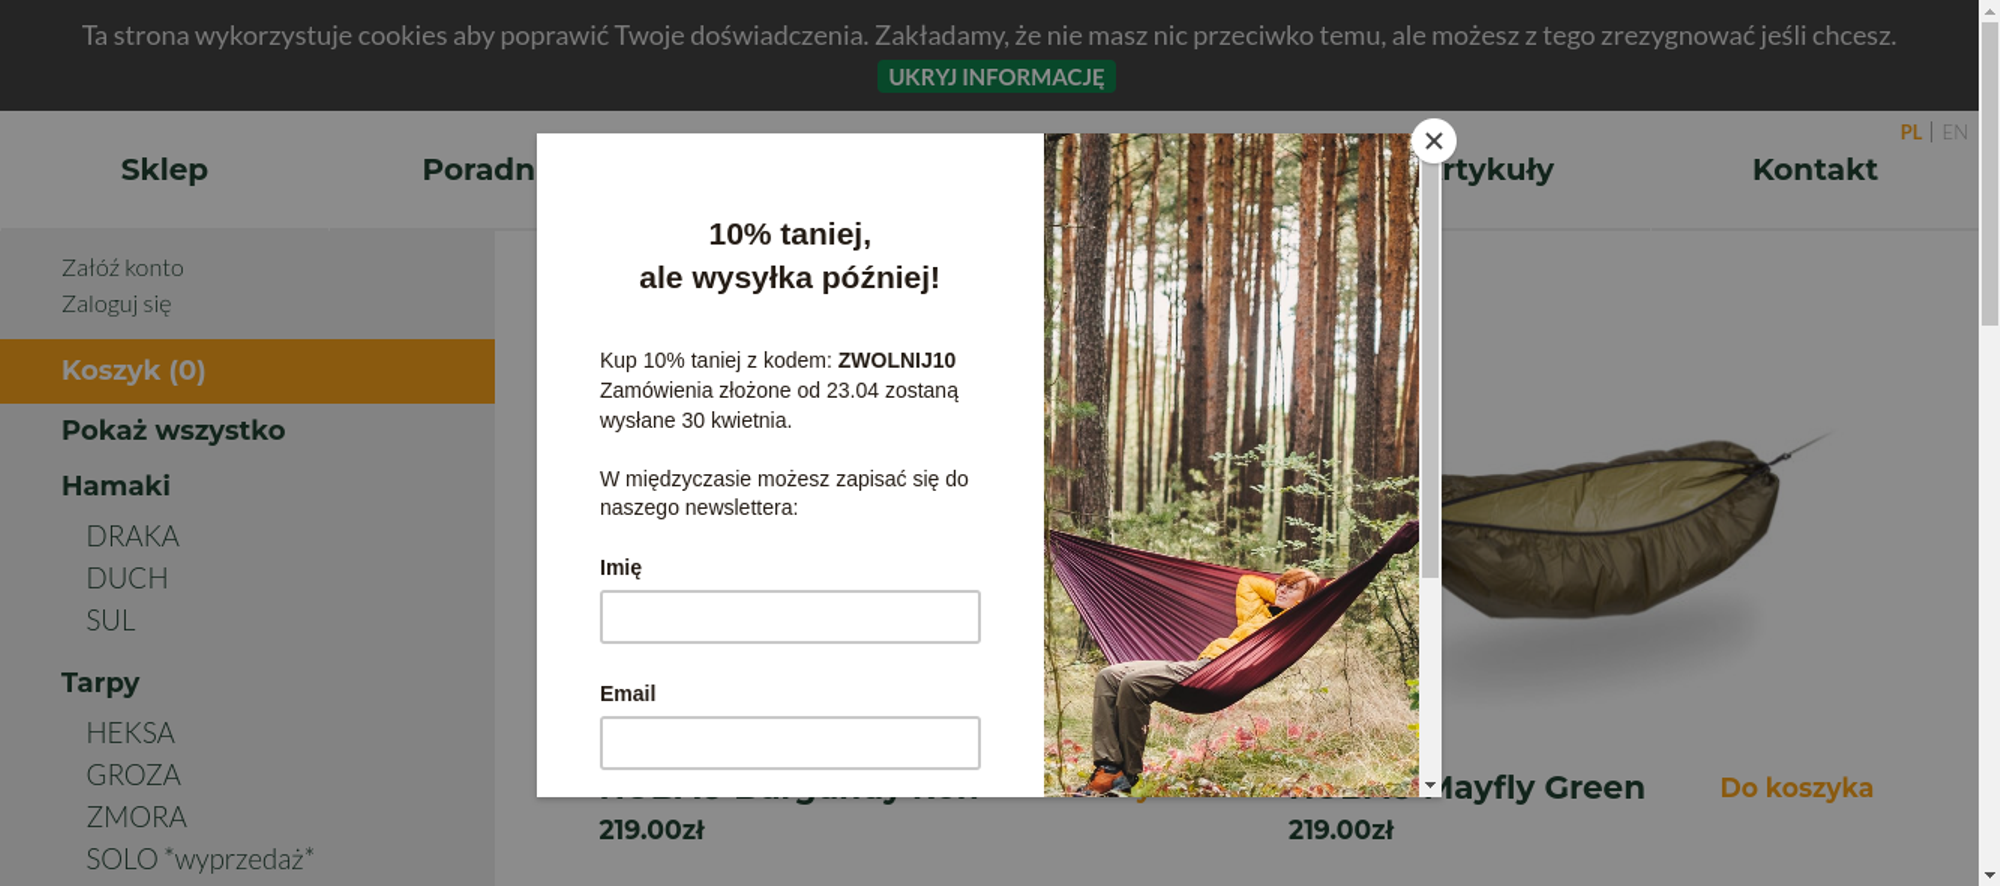 Ta strona wykorzystuje cookies aby poprawić Twoje doświadczenia. Zakładamy, że nie masz nic przeciwko temu, ale możesz z tego zrezygnować jeśli chcesz.
UKRYJ INFORMACJĘ
PL | EN
Sklep
Kontakt
Załóż konto
Zaloguj się
Koszyk (0)
Pokaż wszystko
Hamaki
DRAKA
DUCH
SUL
Tarpy
HEKSA
GROZA
ZMORA
SOLO *wyprzedaż*
10% taniej,
ale wysyłka później!
Kup 10% taniej z kodem: ZWOLNIJ10
Zamówienia złożone od 23.04 zostaną
wysłane 30 kwietnia.
W międzyczasie możesz zapisać się do
naszego newslettera:
Imię
Email
219.00zł
Mayfly Green
Do koszyka
219.00zł